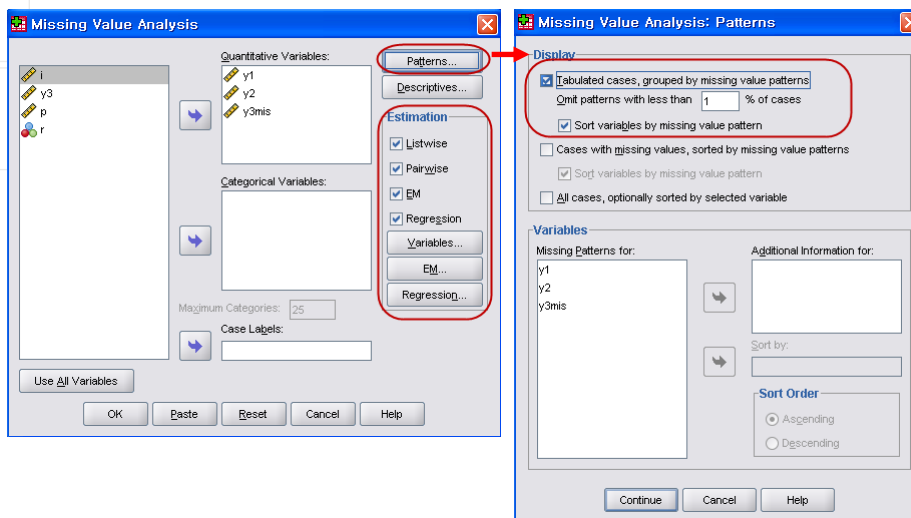 Missing Value Analysis
i
y3
p
r
Quantitative Variables:
y1
y2
y3mis
Categorical Variables:
Maximum Categories: 25
Case Labels:
Patterns...
Descriptives...
Estimation
Listwise
Pairwise
EM
Regression
Variables...
EM...
Regression...
Use All Variables
OK Paste Reset Cancel Help
Missing Value Analysis: Patterns
Display
Tabulated cases, grouped by missing value patterns
Omit patterns with less than 1 % of cases
Sort variables by missing value pattern
Cases with missing values, sorted by missing value patterns
Sort variables by missing value pattern
All cases, optionally sorted by selected variable
Variables
Missing Patterns for:
y1
y2
y3mis
Additional Information for:
Sort by:
Sort Order
Ascending
Descending
Continue Cancel Help